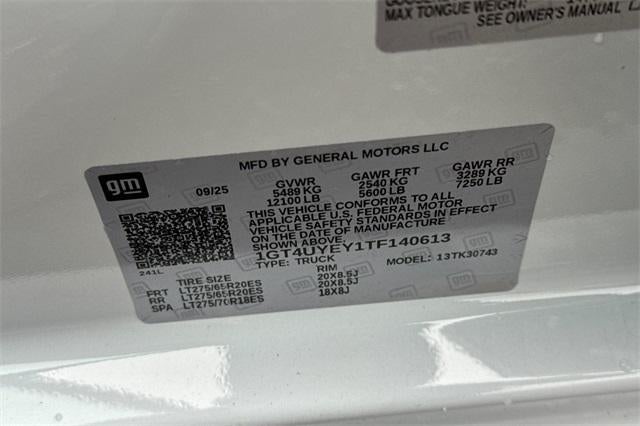 MAX TONGUE WEIGHT:
SEE OWNER'S MANUAL
MFD BY GENERAL MOTORS LLC
gm
09/25
GVWR GAWR FRT GAWR RR
5489 KG 2540 KG 3289 KG
12100 LB 5600 LB 7250 LB
THIS VEHICLE CONFORMS TO ALL
APPLICABLE U.S. FEDERAL MOTOR
VEHICLE SAFETY STANDARDS IN EFFECT
ON THE DATE OF MANUFACTURE
SHOWN ABOVE.
1GT4UYEY1TF140613
TYPE: TRUCK MODEL: 13TK30743
241L
TIRE SIZE RIM
FRT LT275/65R20ES 20X8.5J
RR LT275/65R20ES 20X8.5J
SPA LT275/70R18ES 18X8J